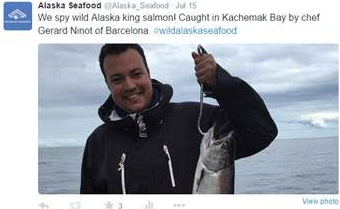 Alaska Seafood @Alaska_Seafood · Jul 15
We spy wild Alaska king salmon! Caught in Kachemak Bay by chef
Gerard Ninot of Barcelona. #wildalaskaseafood
3
View photo